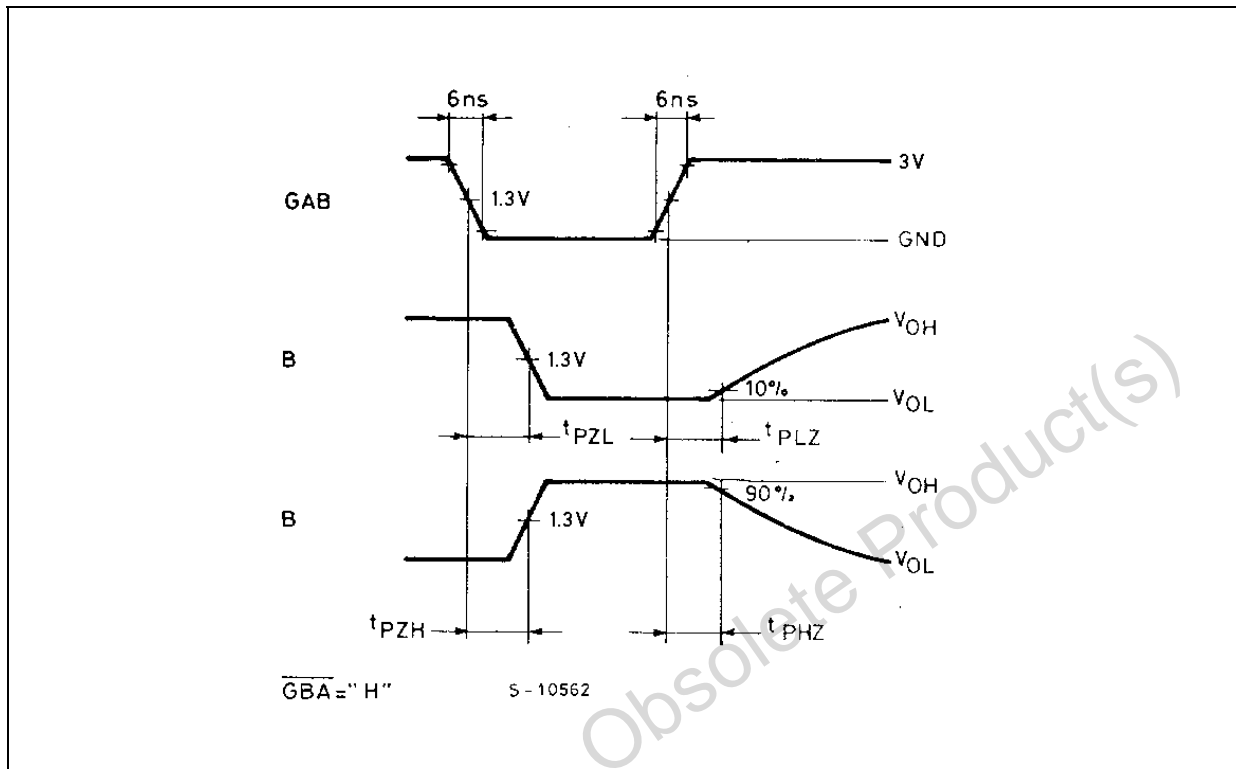 6ns 6ns
3V
GAB 1.3V
GND
VOH
B 1.3V
10%
VOL
tPZL tPLZ
VOH
90%
B 1.3V
VOL
tPZH tPHZ
GBA="H" S-10562
Obsolete Product(s)